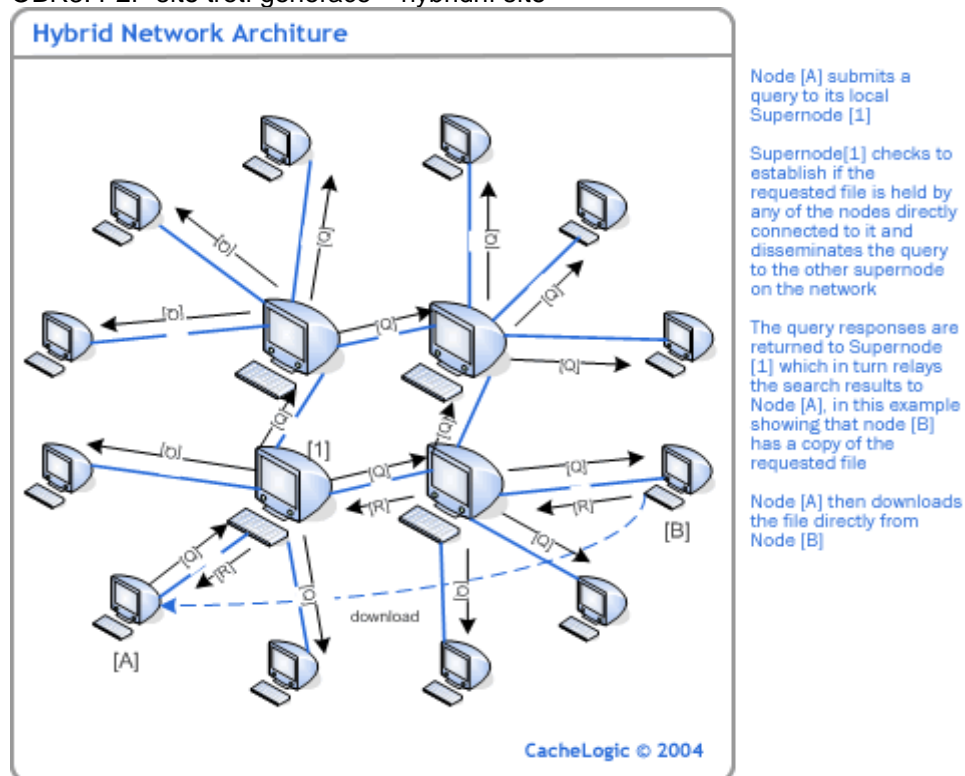 Hybrid Network Architure
Node [A] submits a
query to its local
Supernode [1]
Supernode[1] checks to
establish if the
requested file is held by
any of the nodes directly
connected to it and
disseminates the query
to the other supernode
on the network
The query responses are
returned to Supernode
[1] which in turn relays
the search results to
Node [A], in this example
showing that node [B]
has a copy of the
requested file
Node [A] then downloads
the file directly from
Node [B]
[Q]
[Q]
[Q]
[Q]
[Q]
[Q]
[Q]
[Q]
[Q]
[Q]
[1]
[Q]
[Q]
[Q]
[R]
[R]
[B]
[Q]
[Q]
[R]
[Q]
[Q]
download
[A]
CacheLogic © 2004